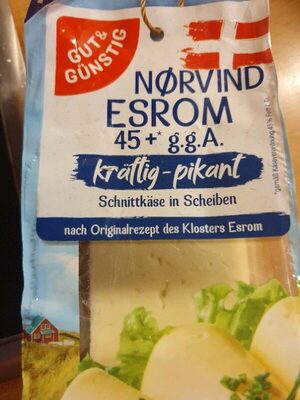 GUT&
GÜNSTIG
NØRVIND
ESROM
45+* g.g.A.
kräftig-pikant
Schnittkäse in Scheiben
nach Originalrezept des Klosters Esrom